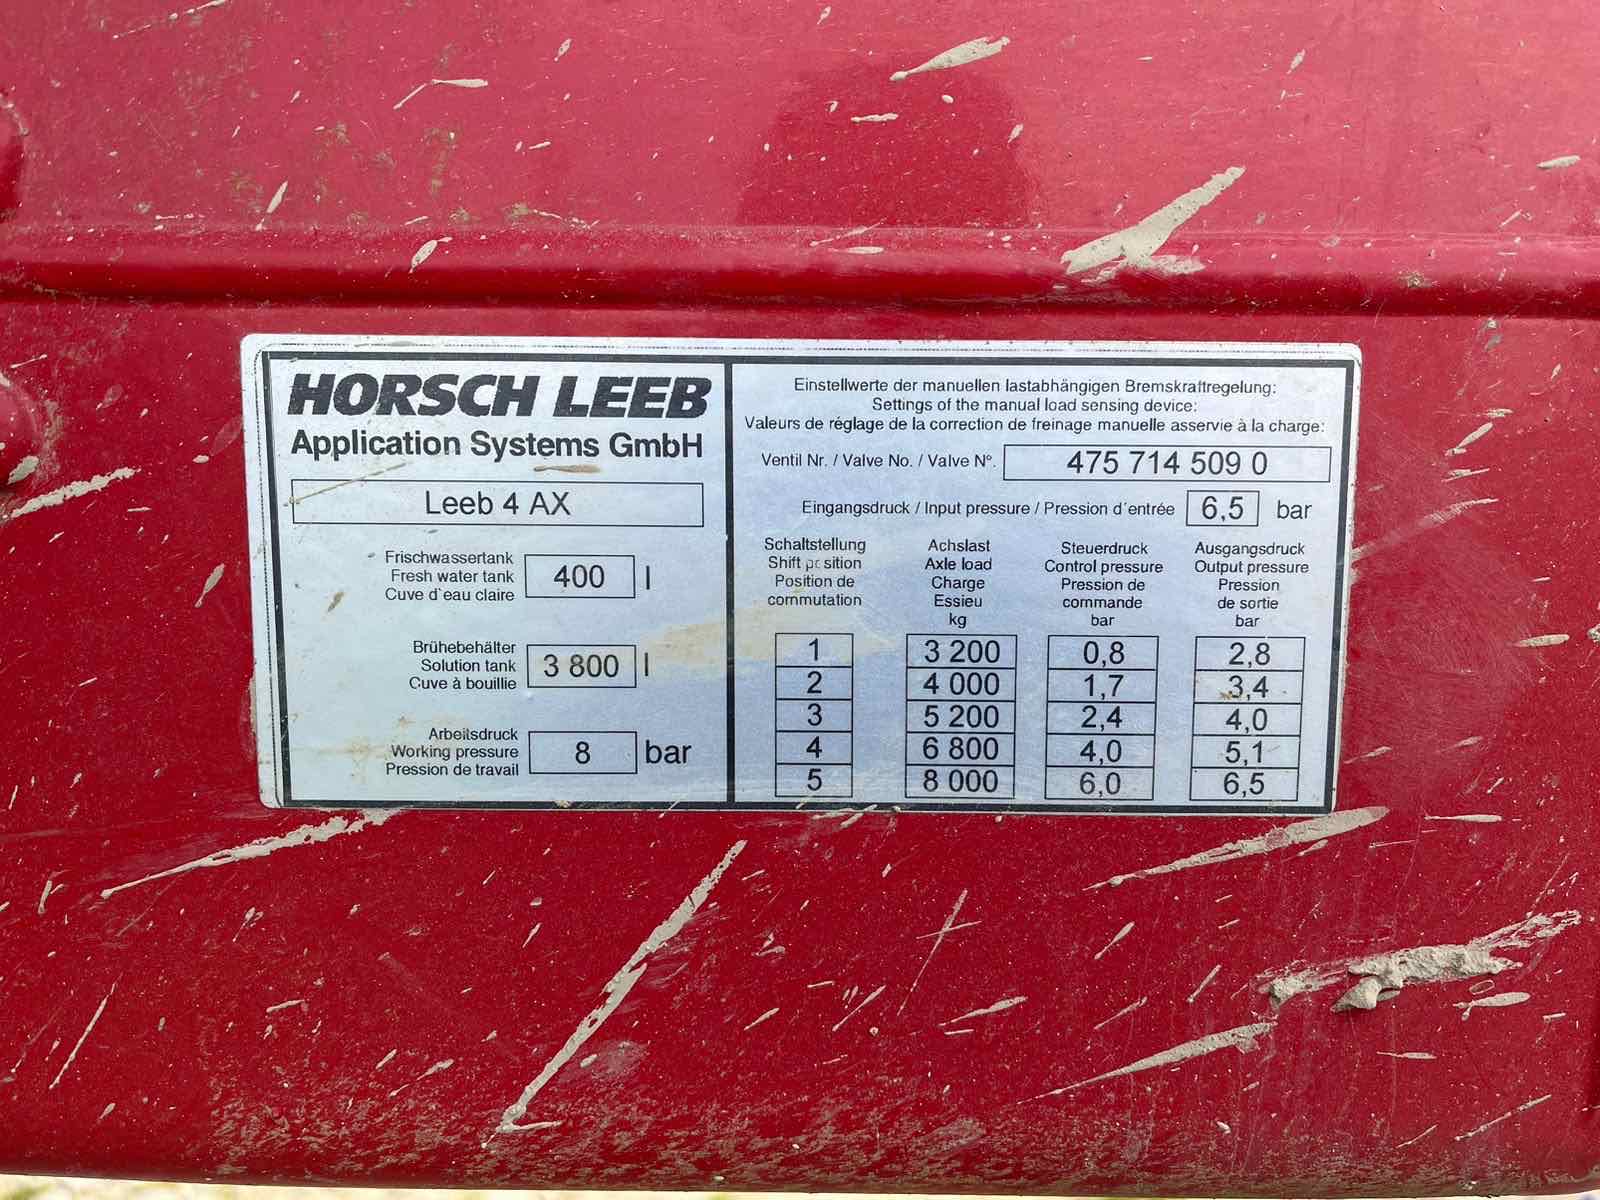 HORSCH LEEB
Application Systems GmbH
Leeb 4 AX
Frischwassertank
Fresh water tank
Cuve d`eau claire
400 l
Brühebehälter
Solution tank
Cuve à bouillie
3 800 l
Arbeitsdruck
Working pressure
Pression de travail
8 bar
Einstellwerte der manuellen lastabhängigen Bremskraftregelung:
Settings of the manual load sensing device:
Valeurs de réglage de la correction de freinage manuelle asservie à la charge:
Ventil Nr. / Valve No. / Valve N°. 475 714 509 0
Eingangsdruck / Input pressure / Pression d´entrée 6,5 bar
Schaltstellung
Shift position
Position de
commutation
Achslast
Axle load
Charge
Essieu
kg
Steuerdruck
Control pressure
Pression de
commande
bar
Ausgangsdruck
Output pressure
Pression
de sortie
bar
1 3 200 0,8 2,8
2 4 000 1,7 3,4
3 5 200 2,4 4,0
4 6 800 4,0 5,1
5 8 000 6,0 6,5